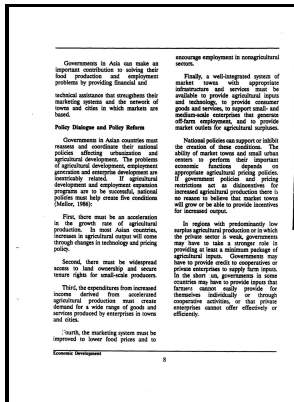 Governments in Asia can make an
important contribution to solving their
food production and employment
problems by providing financial and
technical assistance that strengthens their
marketing systems and the network of
towns and cities in which markets are
based.
Policy Dialogue and Policy Reform
Governments in Asian countries must
reassess and coordinate their national
policies affecting urbanization and
agricultural development. The problems
of agricultural development, employment
generation and enterprise development are
inextricably related. If agricultural
development and employment expansion
programs are to be successful, national
policies must help create five conditions
(Mellor, 1986):
First, there must be an acceleration
in the growth rate of agricultural
production. In most Asian countries,
increases in agricultural output will come
through changes in technology and pricing
policy.
Second, there must be widespread
access to land ownership and secure
tenure rights for small-scale producers.
Third, the expenditures from increased
income derived from accelerated
agricultural production must create
demand for a wide range of goods and
services produced by enterprises in towns
and cities.
Fourth, the marketing system must be
improved to lower food prices and to
encourage employment in nonagricultural
sectors.
Finally, a well-integrated system of
market towns with appropriate
infrastructure and services must be
available to provide agricultural inputs
and technology, to provide consumer
goods and services, to support small- and
medium-scale enterprises that generate
off-farm employment, and to provide
market outlets for agricultural surpluses.
National policies can support or inhibit
the creation of these conditions. The
ability of market towns and small urban
centers to perform their important
economic functions depends on
appropriate agricultural pricing policies.
If government policies and pricing
restrictions act as disincentives for
increased agricultural production there is
no reason to believe that market towns
will grow or be able to provide incentives
for increased output.
In regions with predominantly low
surplus agricultural production or in which
the private sector is weak, governments
may have to take a stronger role in
providing at least a minimum package of
agricultural inputs. Governments may
have to provide credit to cooperatives or
private enterprises to supply farm inputs.
In the short run, governments in some
countries may have to provide inputs that
farmers cannot easily provide for
themselves individually or through
cooperative activities, or that private
enterprises cannot offer effectively or
efficiently.
Economic Development
8